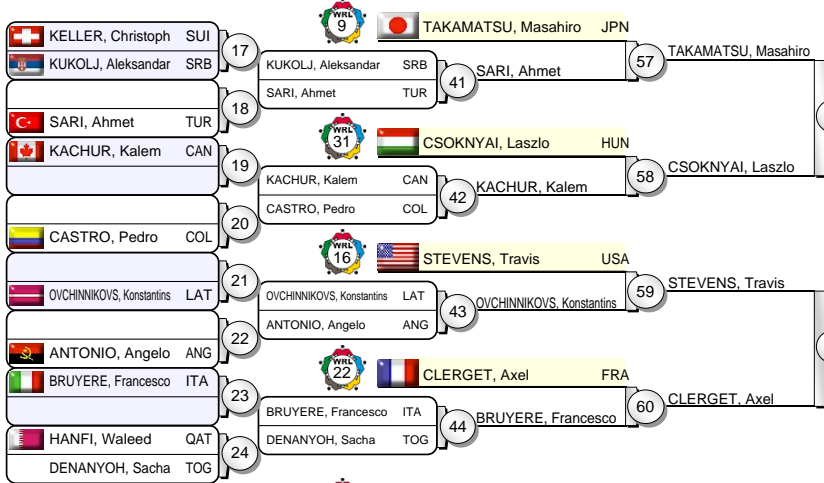 WRL
9
TAKAMATSU, Masahiro JPN
KELLER, Christoph SUI
17
KUKOLJ, Aleksandar SRB
KUKOLJ, Aleksandar SRB
41
SARI, Ahmet
57
TAKAMATSU, Masahiro
SARI, Ahmet TUR
18
SARI, Ahmet TUR
WRL
31
CSOKNYAI, Laszlo HUN
KACHUR, Kalem CAN
19
KACHUR, Kalem CAN
42
KACHUR, Kalem
58
CSOKNYAI, Laszlo
CASTRO, Pedro COL
20
CASTRO, Pedro COL
WRL
16
STEVENS, Travis USA
21
OVCHINNIKOVS, Konstantins LAT
OVCHINNIKOVS, Konstantins LAT
43
OVCHINNIKOVS, Konstantins
59
STEVENS, Travis
ANTONIO, Angelo ANG
22
ANTONIO, Angelo ANG
WRL
22
CLERGET, Axel FRA
BRUYERE, Francesco ITA
23
BRUYERE, Francesco ITA
44
BRUYERE, Francesco
60
CLERGET, Axel
DENANYOH, Sacha TOG
HANFI, Waleed QAT
24
DENANYOH, Sacha TOG